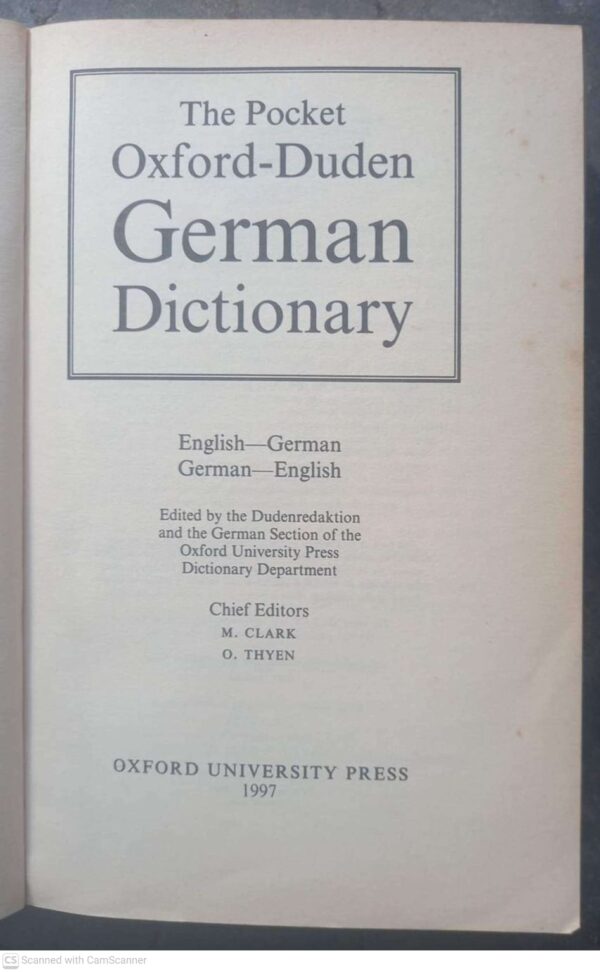 The Pocket
Oxford-Duden
German
Dictionary
English—German
German—English
Edited by the Dudenredaktion
and the German Section of the
Oxford University Press
Dictionary Department
Chief Editors
M. CLARK
O. THYEN
OXFORD UNIVERSITY PRESS
1997
CS Scanned with CamScanner